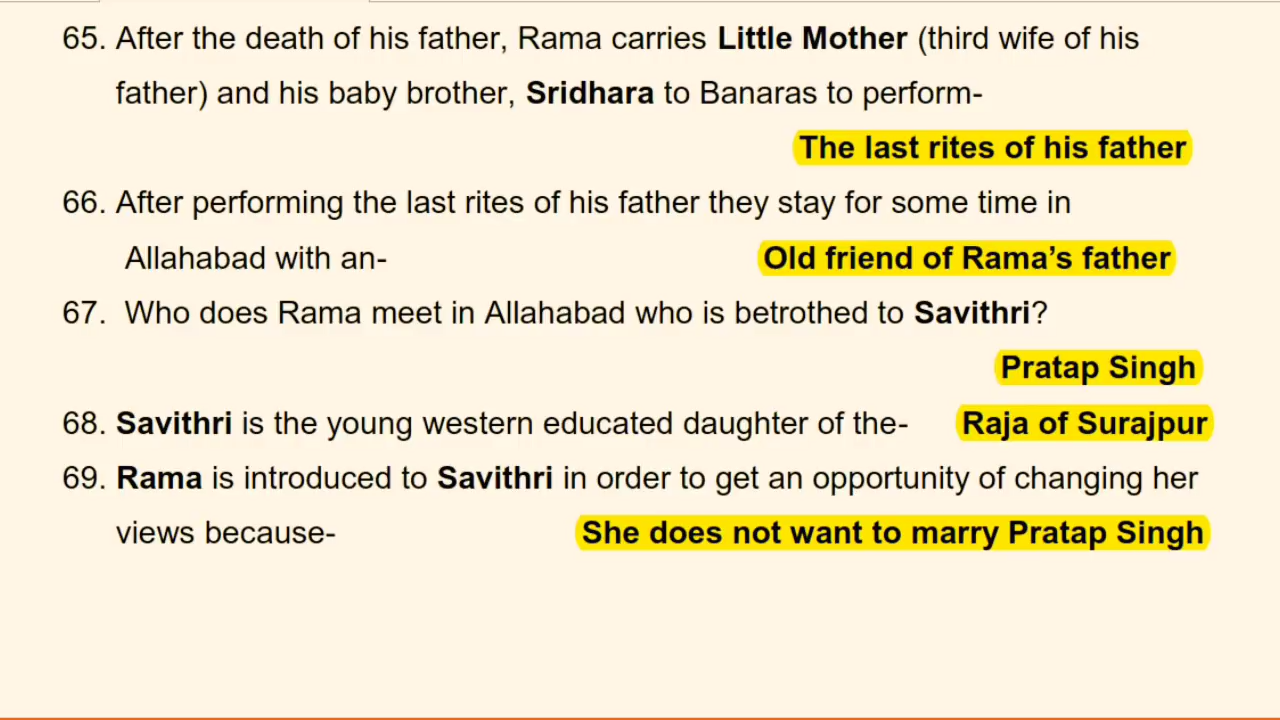 65. After the death of his father, Rama carries Little Mother (third wife of his
father) and his baby brother, Sridhara to Banaras to perform-
The last rites of his father
66. After performing the last rites of his father they stay for some time in
Allahabad with an- Old friend of Rama’s father
67. Who does Rama meet in Allahabad who is betrothed to Savithri?
Pratap Singh
68. Savithri is the young western educated daughter of the- Raja of Surajpur
69. Rama is introduced to Savithri in order to get an opportunity of changing her
views because- She does not want to marry Pratap Singh